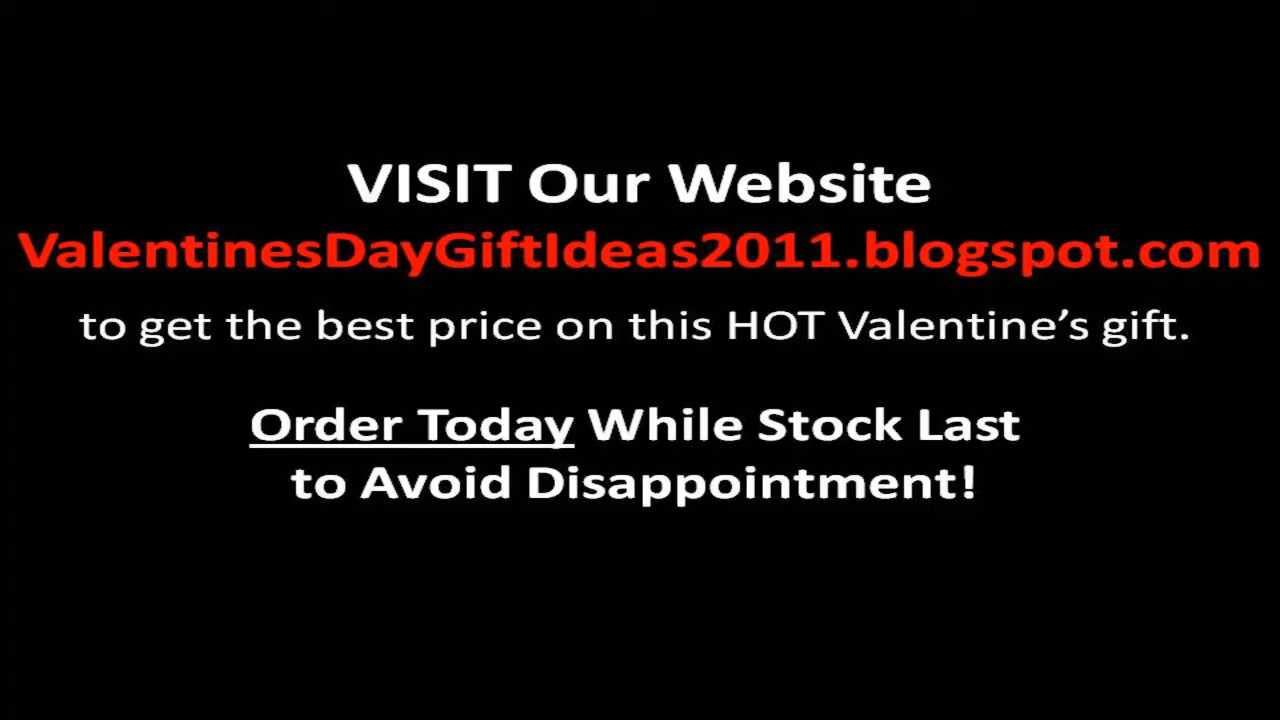 VISIT Our Website
ValentinesDayGiftIdeas2011.blogspot.com
to get the best price on this HOT Valentine’s gift.
Order Today While Stock Last
to Avoid Disappointment!